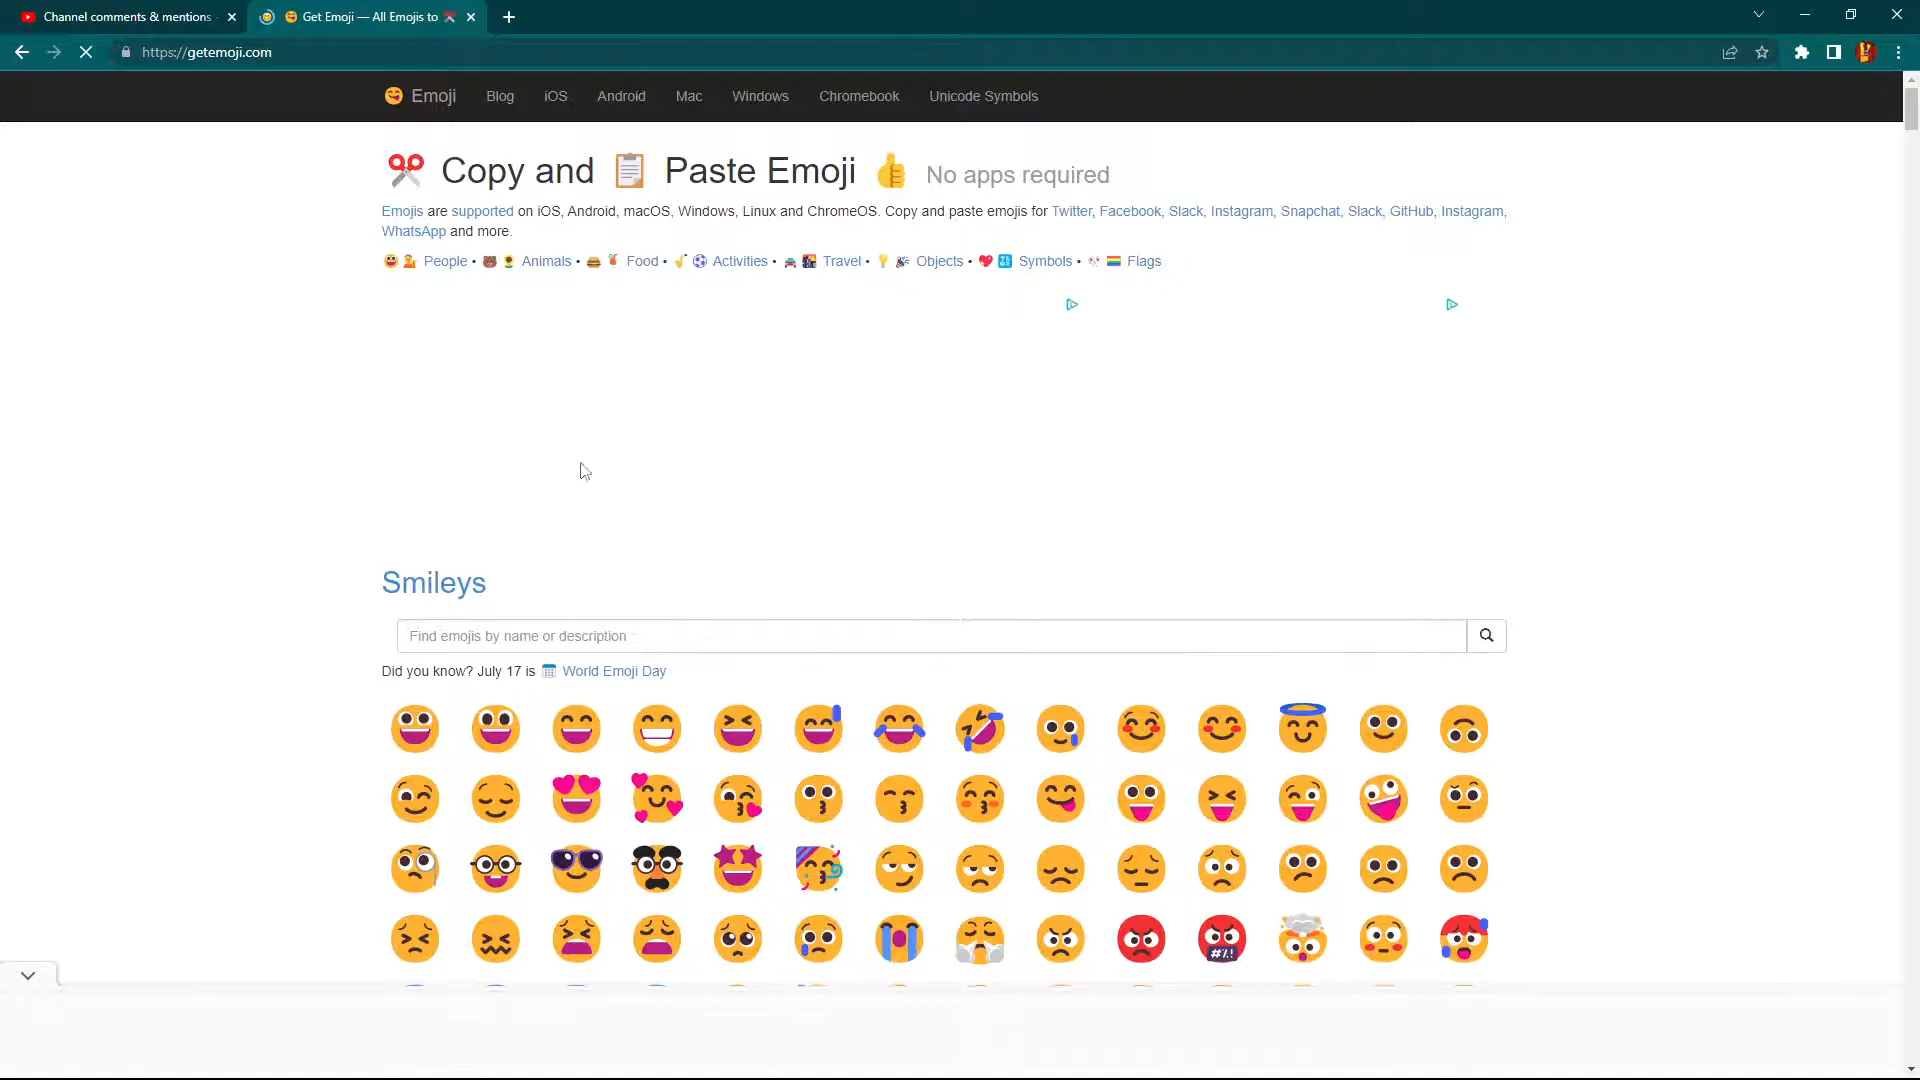 Channel comments & mentions
Get Emoji — All Emojis to
https://getemoji.com
Emoji Blog iOS Android Mac Windows Chromebook Unicode Symbols
Copy and Paste Emoji No apps required
Emojis are supported on iOS, Android, macOS, Windows, Linux and ChromeOS. Copy and paste emojis for Twitter, Facebook, Slack, Instagram, Snapchat, Slack, GitHub, Instagram,
WhatsApp and more.
People • Animals • Food • Activities • Travel • Objects • Symbols • Flags
Smileys
Find emojis by name or description
Did you know? July 17 is World Emoji Day
#/!